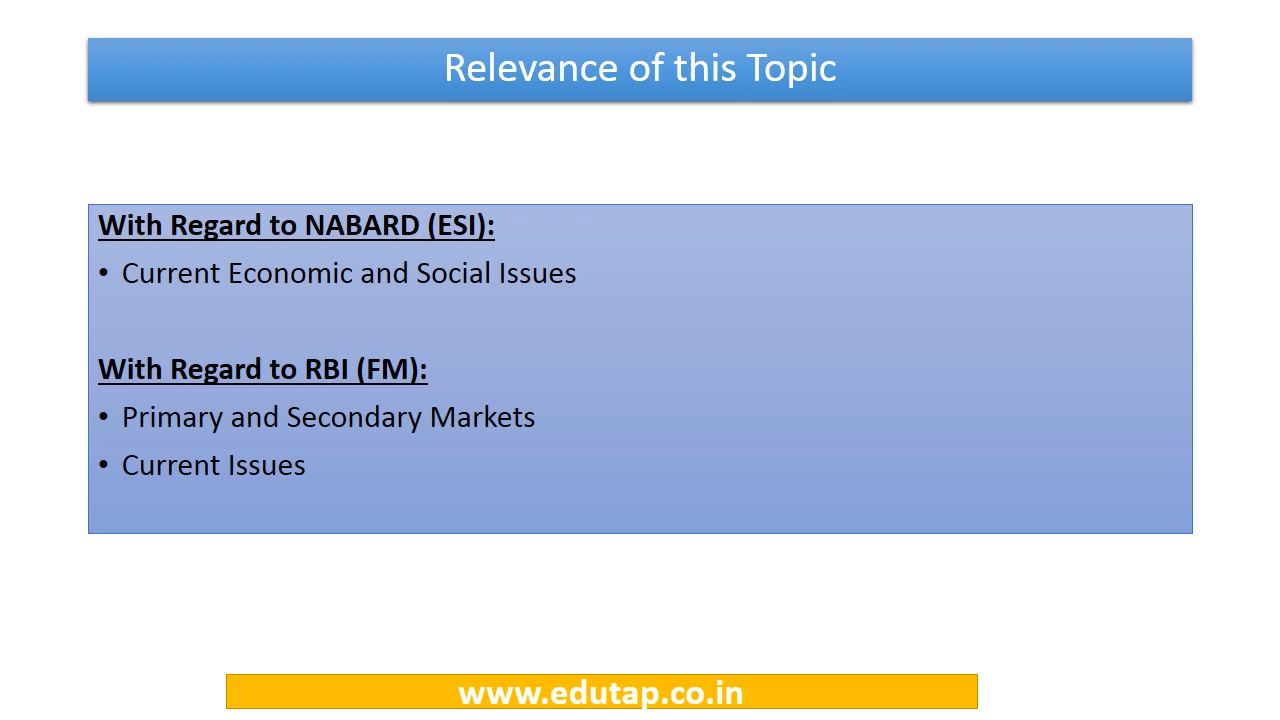 Relevance of this Topic
With Regard to NABARD (ESI):
• Current Economic and Social Issues
With Regard to RBI (FM):
• Primary and Secondary Markets
• Current Issues
www.edutap.co.in